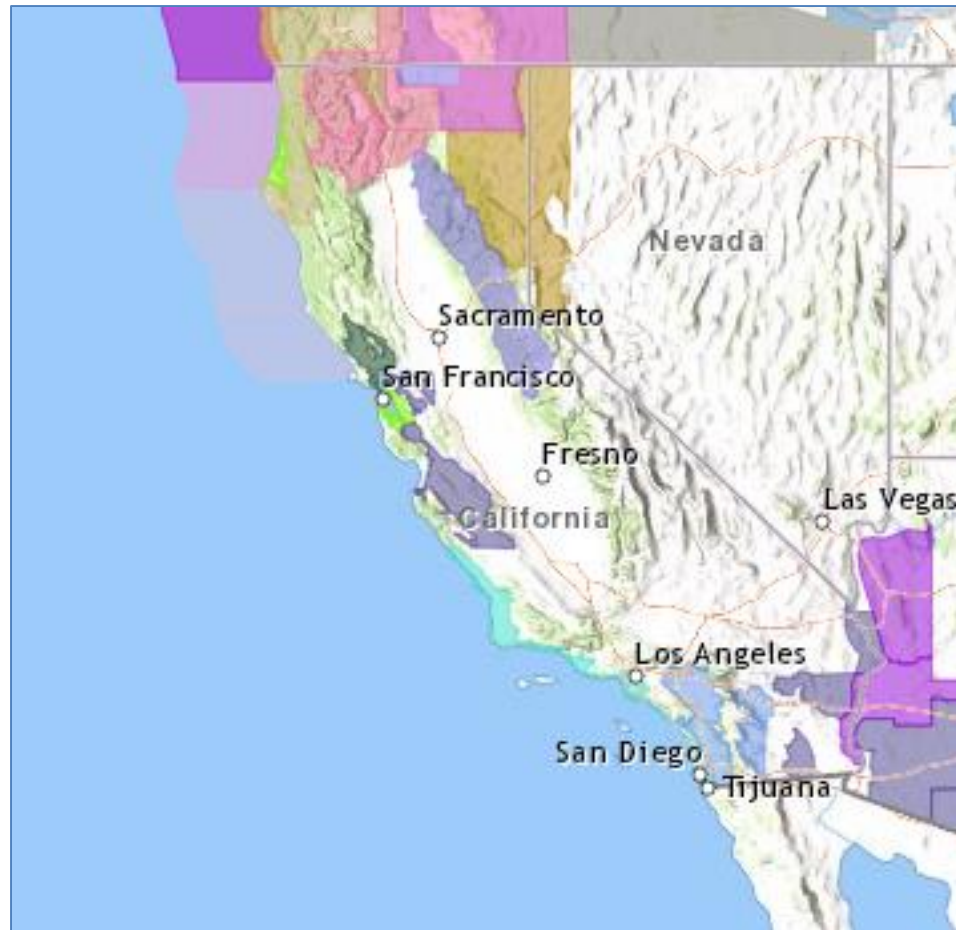 Nevada
Sacramento
San Francisco
Fresno
Las Vegas
California
Los Angeles
San Diego
Tijuana